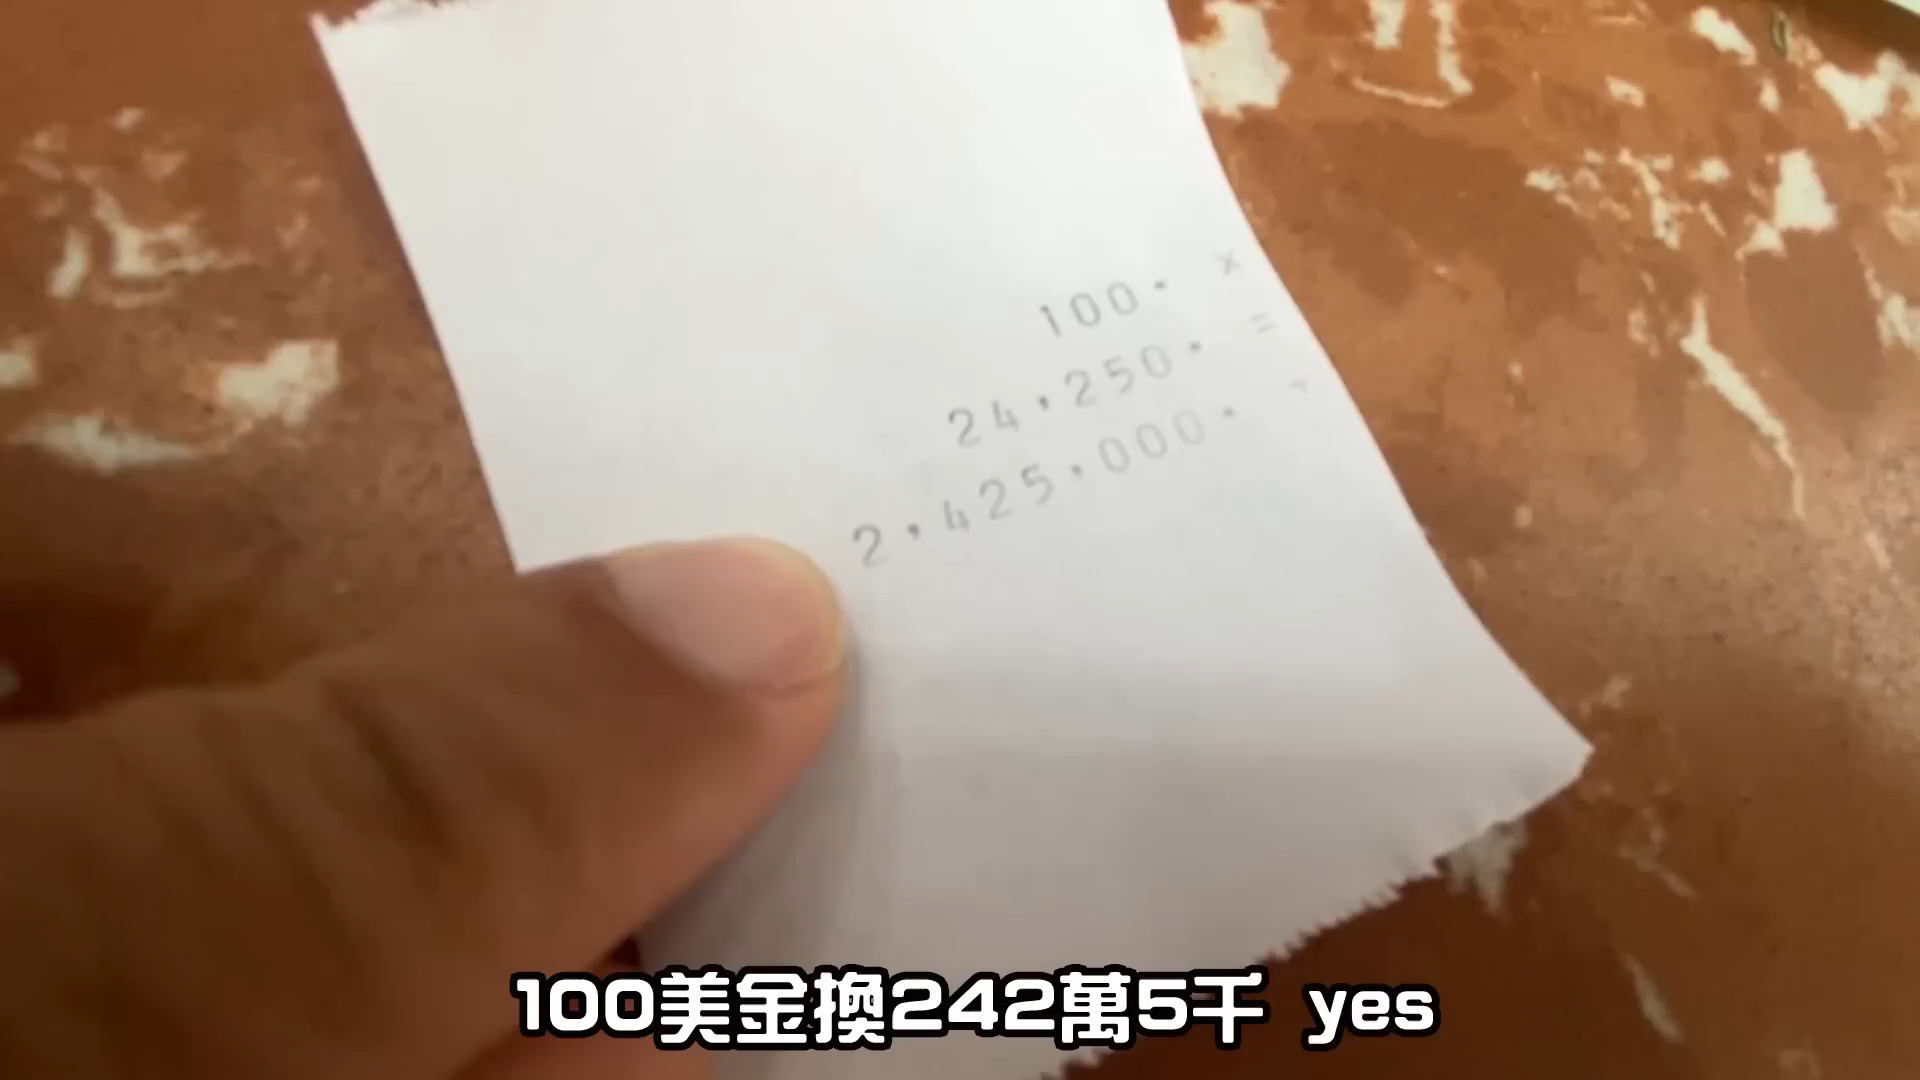 100. ×
24,250. =
2,425,000. +
100美金換242萬5千 yes